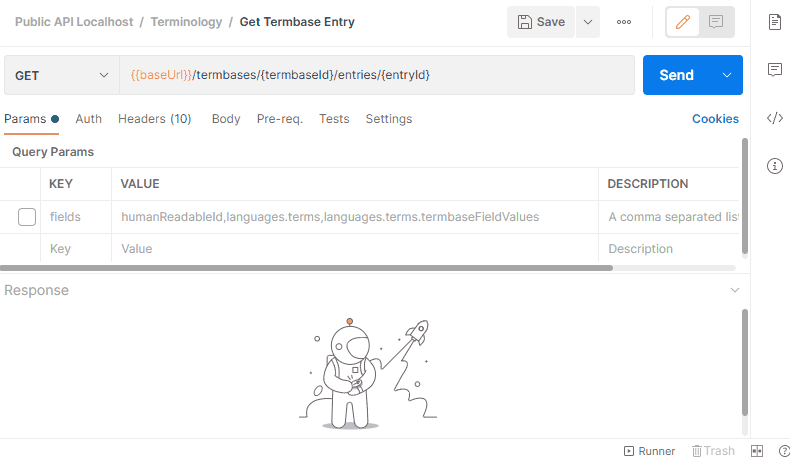 Public API Localhost / Terminology / Get Termbase Entry Save
GET {{baseUrl}}/termbases/{termbaseId}/entries/{entryId} Send
Params Auth Headers (10) Body Pre-req. Tests Settings Cookies
Query Params
KEY VALUE DESCRIPTION
fields humanReadableId,languages.terms,languages.terms.termbaseFieldValues A comma separated list
Key Value Description
Response
Runner Trash